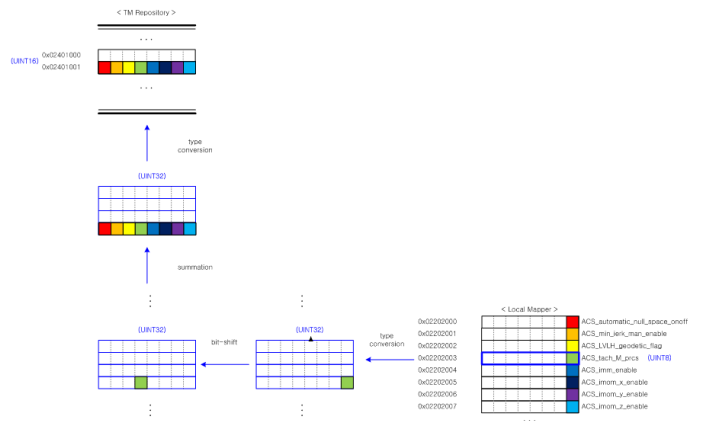 < TM Repository >
. . .
(UINT16)
0x02401000
0x02401001
. . .
type
conversion
(UINT32)
summation
(UINT32)
bit-shift
(UINT32)
type
conversion
< Local Mapper >
0x02202000
ACS_automatic_null_space_onoff
0x02202001
ACS_min_jerk_man_enable
0x02202002
ACS_LVLH_geodetic_flag
0x02202003
ACS_tach_M_prcs
(UINT8)
0x02202004
ACS_imm_enable
0x02202005
ACS_imom_x_enable
0x02202006
ACS_imom_y_enable
0x02202007
ACS_imom_z_enable
. . .